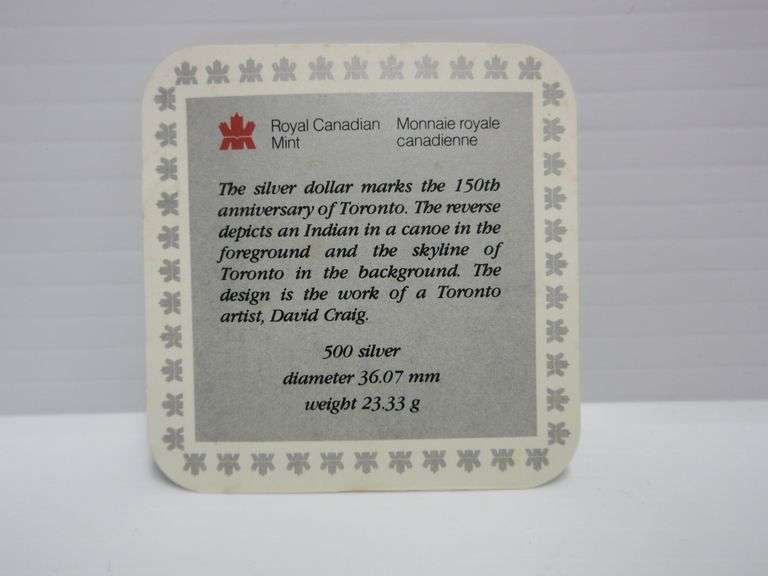 Royal Canadian Mint
Monnaie royale canadienne
The silver dollar marks the 150th
anniversary of Toronto. The reverse
depicts an Indian in a canoe in the
foreground and the skyline of
Toronto in the background. The
design is the work of a Toronto
artist, David Craig.
500 silver
diameter 36.07 mm
weight 23.33 g